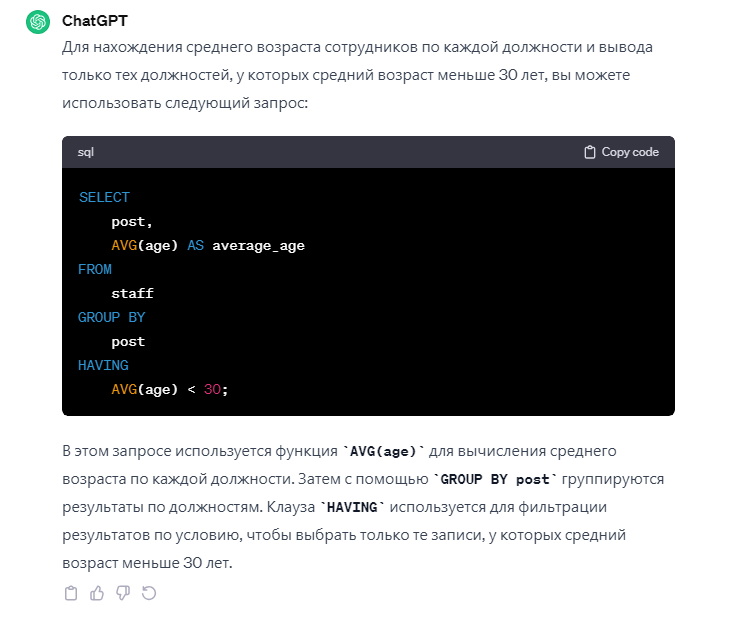 ChatGPT
Для нахождения среднего возраста сотрудников по каждой должности и вывода
только тех должностей, у которых средний возраст меньше 30 лет, вы можете
использовать следующий запрос:
sql
Copy code
SELECT
    post,
    AVG(age) AS average_age
FROM
    staff
GROUP BY
    post
HAVING
    AVG(age) < 30;
В этом запросе используется функция `AVG(age)` для вычисления среднего
возраста по каждой должности. Затем с помощью `GROUP BY post` группируются
результаты по должностям. Клауза `HAVING` используется для фильтрации
результатов по условию, чтобы выбрать только те записи, у которых средний
возраст меньше 30 лет.